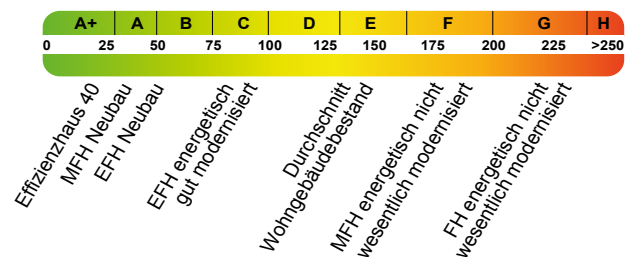 A+ A B C D E F G H
0 25 50 75 100 125 150 175 200 225 >250
Effizienzhaus 40
MFH Neubau
EFH Neubau
EFH energetisch
gut modernisiert
Durchschnitt
Wohngebäudebestand
MFH energetisch nicht
wesentlich modernisiert
FH energetisch nicht
wesentlich modernisiert